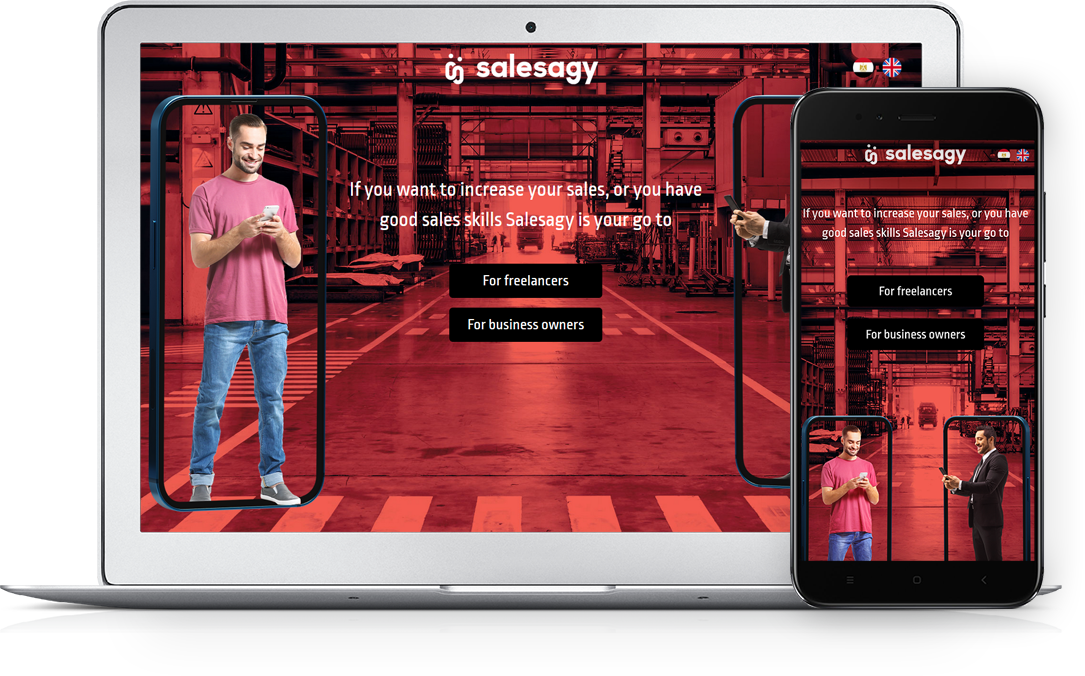 salesagy
If you want to increase your sales, or you have
good sales skills Salesagy is your go to
For freelancers
For business owners
salesagy
If you want to increase your sales, or you have
good sales skills Salesagy is your go to
For freelancers
For business owners